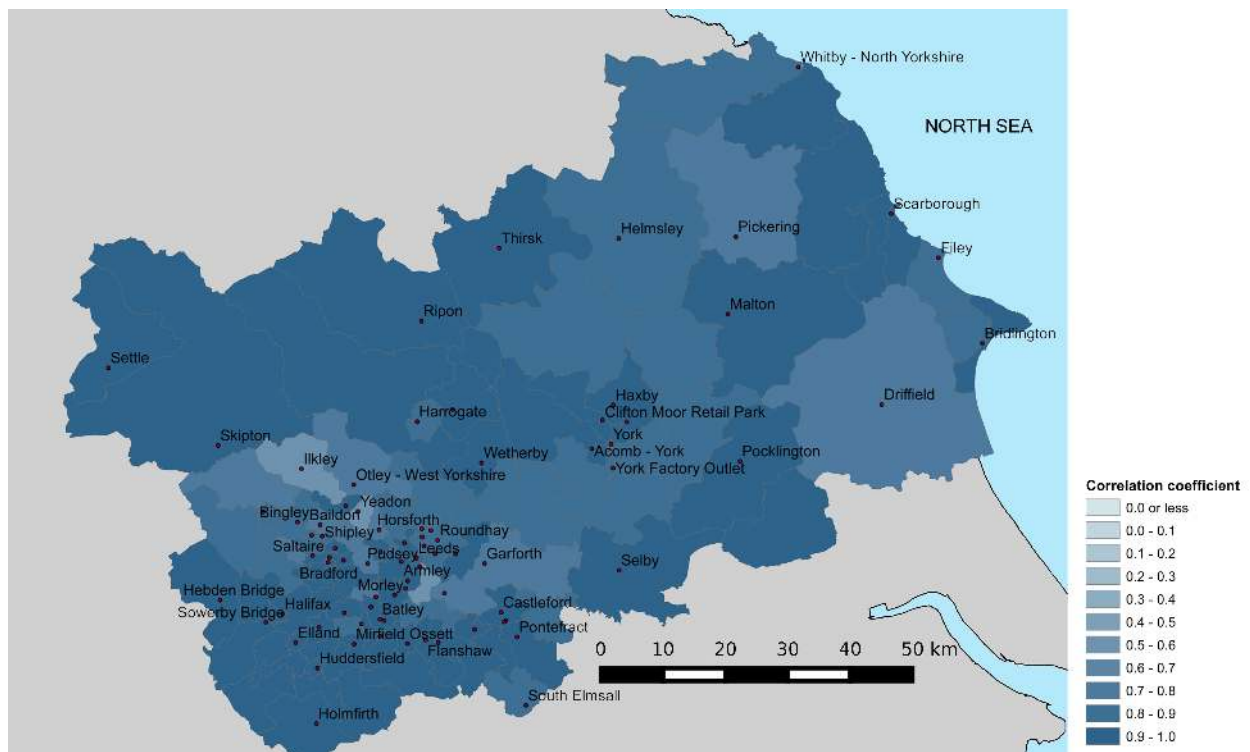 Whitby - North Yorkshire
NORTH SEA
Scarborough
Thirsk
Helmsley
Pickering
Filey
Ripon
Malton
Bridlington
Settle
Harrogate
Haxby
Clifton Moor Retail Park
Driffield
York
Skipton
Wetherby
Acomb - York
Pocklington
Ilkley
York Factory Outlet
Otley - West Yorkshire
Yeadon
Bingley
Baildon
Horsforth
Roundhay
Shipley
Saltaire
Pudsey
Leeds
Garforth
Selby
Bradford
Armley
Hebden Bridge
Morley
Sowerby Bridge
Halifax
Batley
Castleford
Elland
Mirfield
Ossett
Pontefract
Flanshaw
Huddersfield
0 10 20 30 40 50 km
South Elmsall
Holmfirth
Correlation coefficient
0.0 or less
0.0 - 0.1
0.1 - 0.2
0.2 - 0.3
0.3 - 0.4
0.4 - 0.5
0.5 - 0.6
0.6 - 0.7
0.7 - 0.8
0.8 - 0.9
0.9 - 1.0